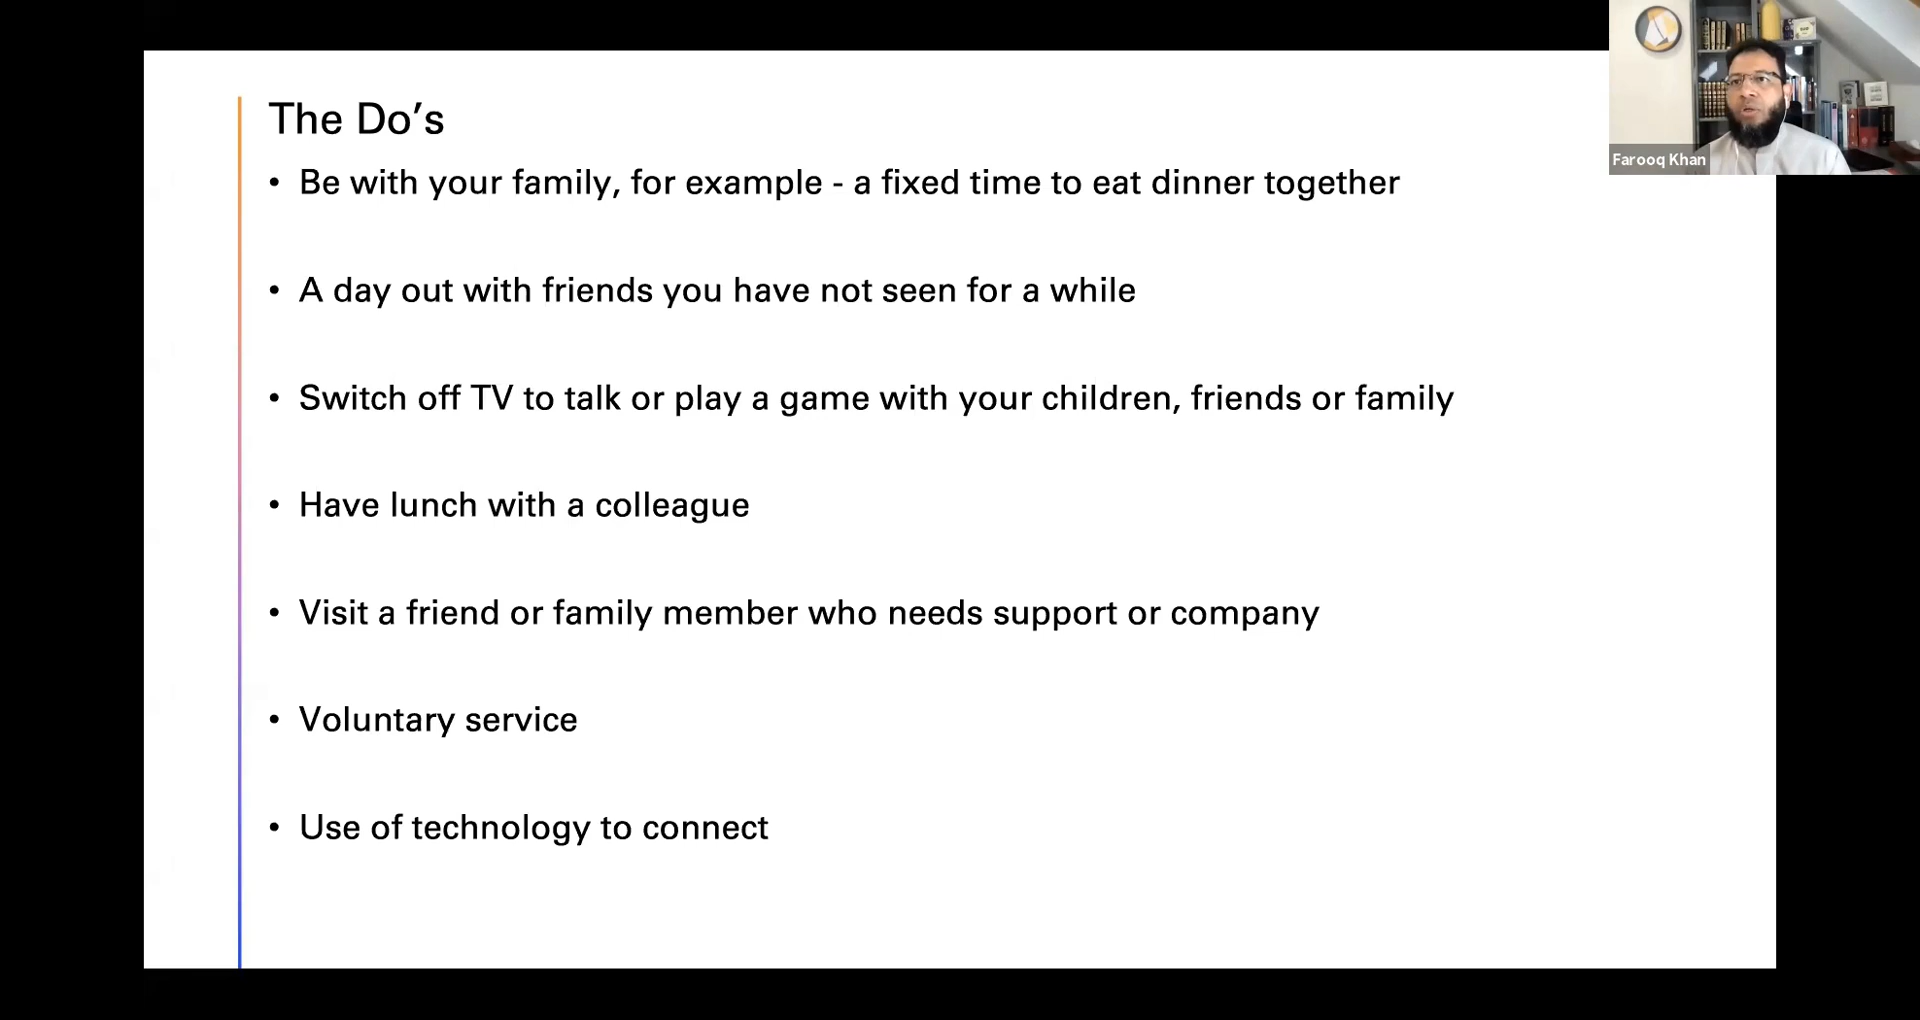 The Do’s
• Be with your family, for example - a fixed time to eat dinner together
• A day out with friends you have not seen for a while
• Switch off TV to talk or play a game with your children, friends or family
• Have lunch with a colleague
• Visit a friend or family member who needs support or company
• Voluntary service
• Use of technology to connect
Farooq Khan